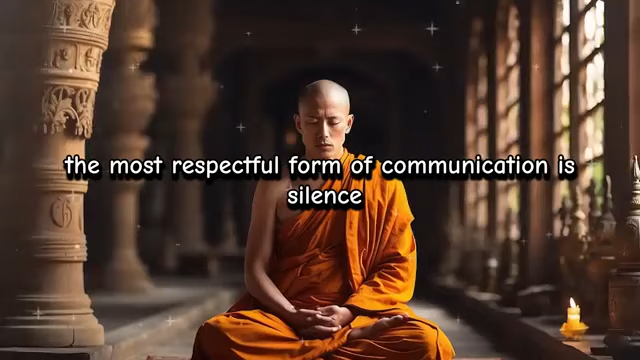 the most respectful form of communication is
silence